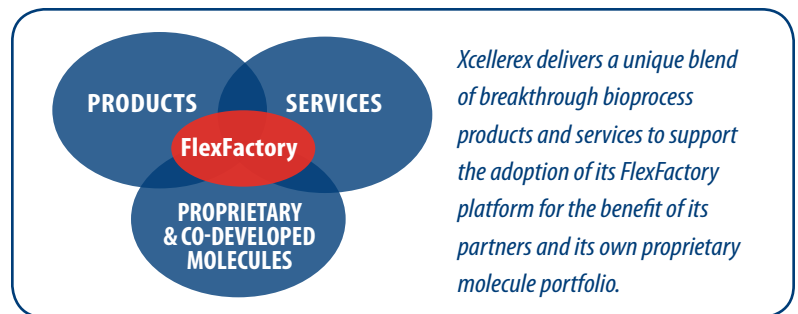 PRODUCTS
SERVICES
FlexFactory
PROPRIETARY
& CO-DEVELOPED
MOLECULES
Xcellerex delivers a unique blend
of breakthrough bioprocess
products and services to support
the adoption of its FlexFactory
platform for the benefit of its
partners and its own proprietary
molecule portfolio.